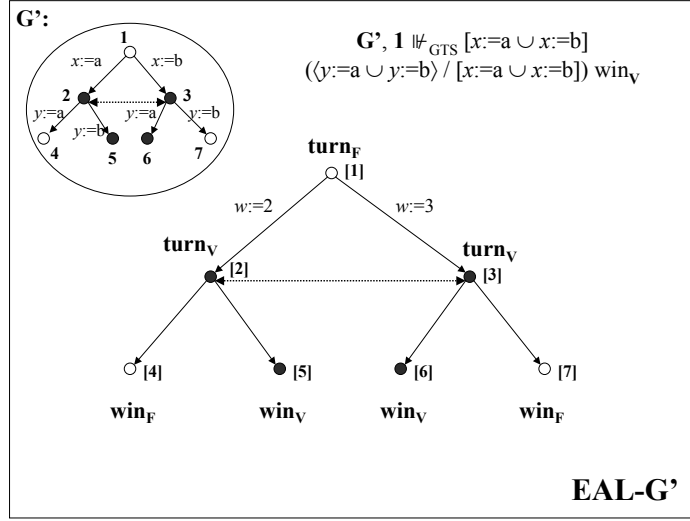 G’:
1
x:=a x:=b
2 3
y:=a y:=b y:=a y:=b
4 5 6 7
G’, 1 ⊮GTS [x:=a ∪ x:=b]
(⟨y:=a ∪ y:=b⟩ / [x:=a ∪ x:=b]) winV
turnF
[1]
w:=2 w:=3
turnV turnV
[2] [3]
[4] [5] [6] [7]
winF winV winV winF
EAL-G’